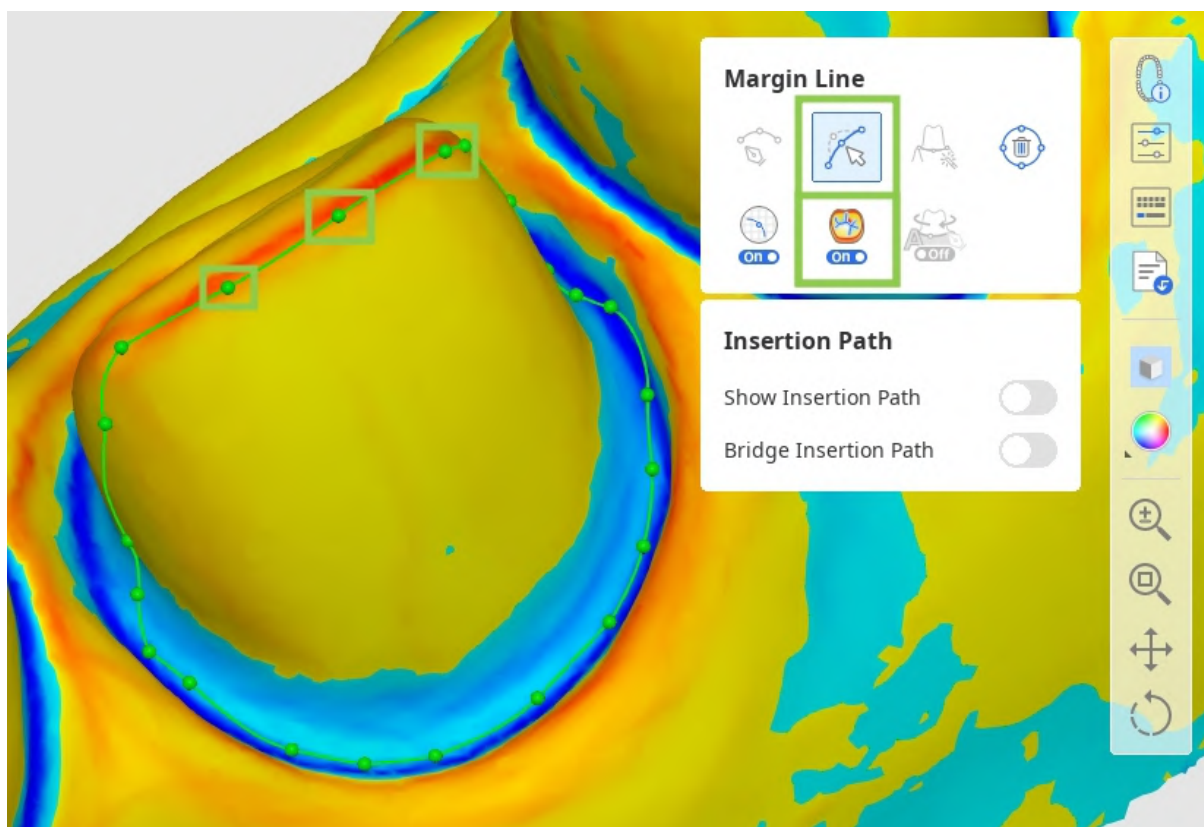 Margin Line
On
On
Off
Insertion Path
Show Insertion Path
Bridge Insertion Path